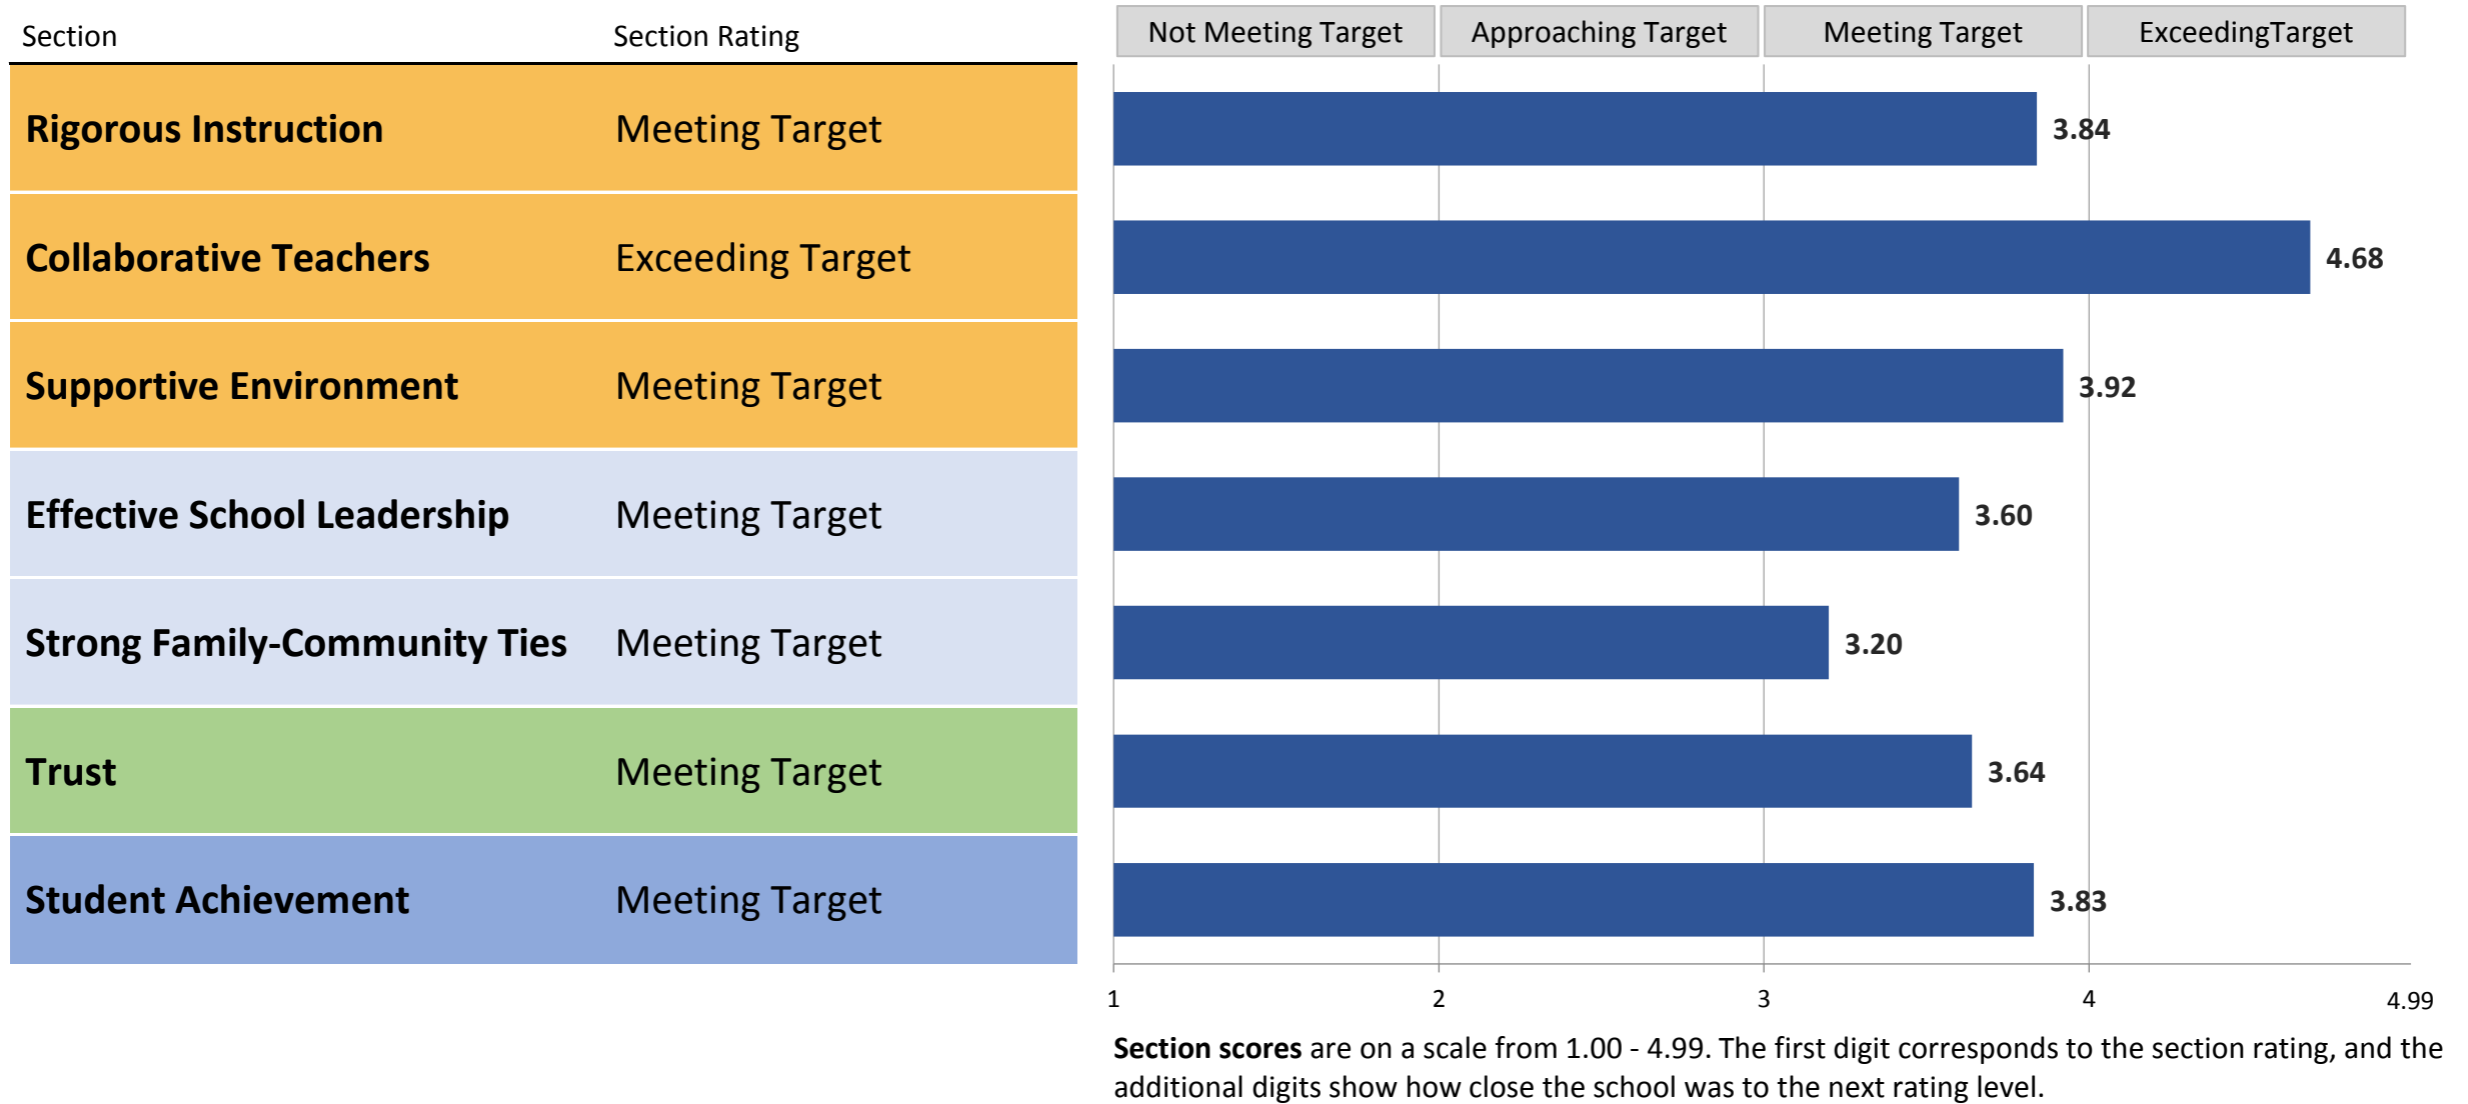 Section Section Rating Not Meeting Target Approaching Target Meeting Target ExceedingTarget
Rigorous Instruction Meeting Target 3.84
Collaborative Teachers Exceeding Target 4.68
Supportive Environment Meeting Target 3.92
Effective School Leadership Meeting Target 3.60
Strong Family-Community Ties Meeting Target 3.20
Trust Meeting Target 3.64
Student Achievement Meeting Target 3.83
1 2 3 4 4.99
Section scores are on a scale from 1.00 - 4.99. The first digit corresponds to the section rating, and the
additional digits show how close the school was to the next rating level.